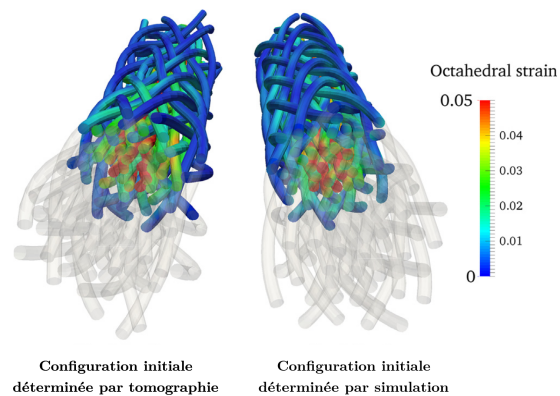 Octahedral strain
0.05
0.04
0.03
0.02
0.01
0
Configuration initiale
déterminée par tomographie
Configuration initiale
déterminée par simulation